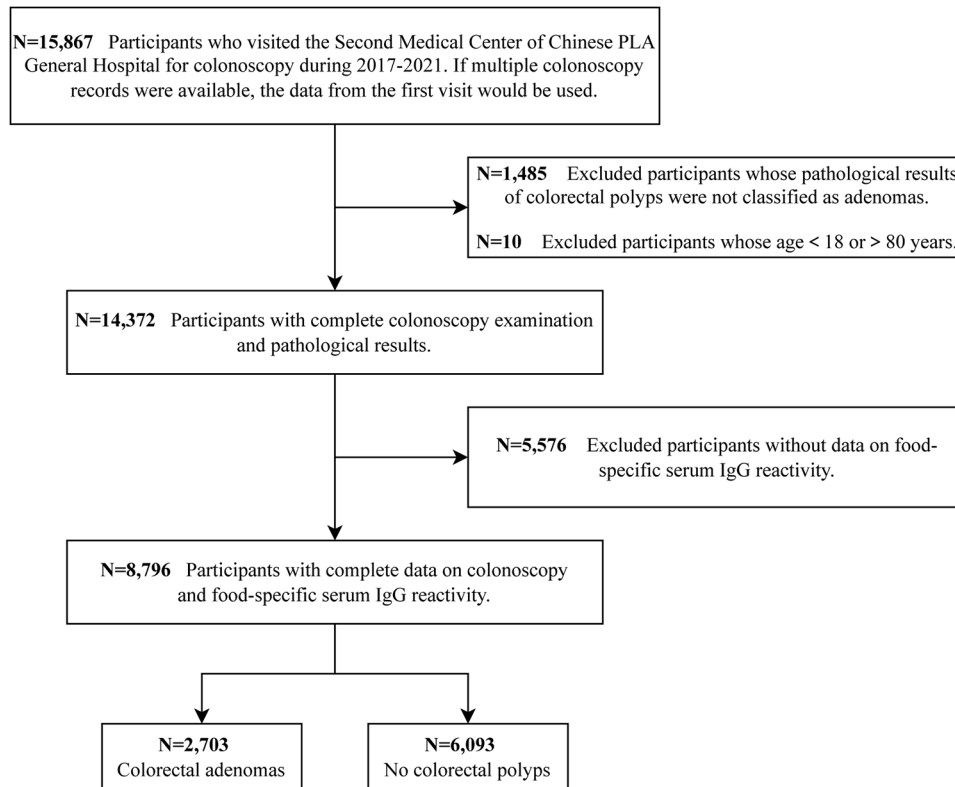 N=15,867 Participants who visited the Second Medical Center of Chinese PLA
General Hospital for colonoscopy during 2017-2021. If multiple colonoscopy
records were available, the data from the first visit would be used.
N=1,485 Excluded participants whose pathological results
of colorectal polyps were not classified as adenomas.
N=10 Excluded participants whose age < 18 or > 80 years.
N=14,372 Participants with complete colonoscopy examination
and pathological results.
N=5,576 Excluded participants without data on food-
specific serum IgG reactivity.
N=8,796 Participants with complete data on colonoscopy
and food-specific serum IgG reactivity.
N=2,703
Colorectal adenomas
N=6,093
No colorectal polyps